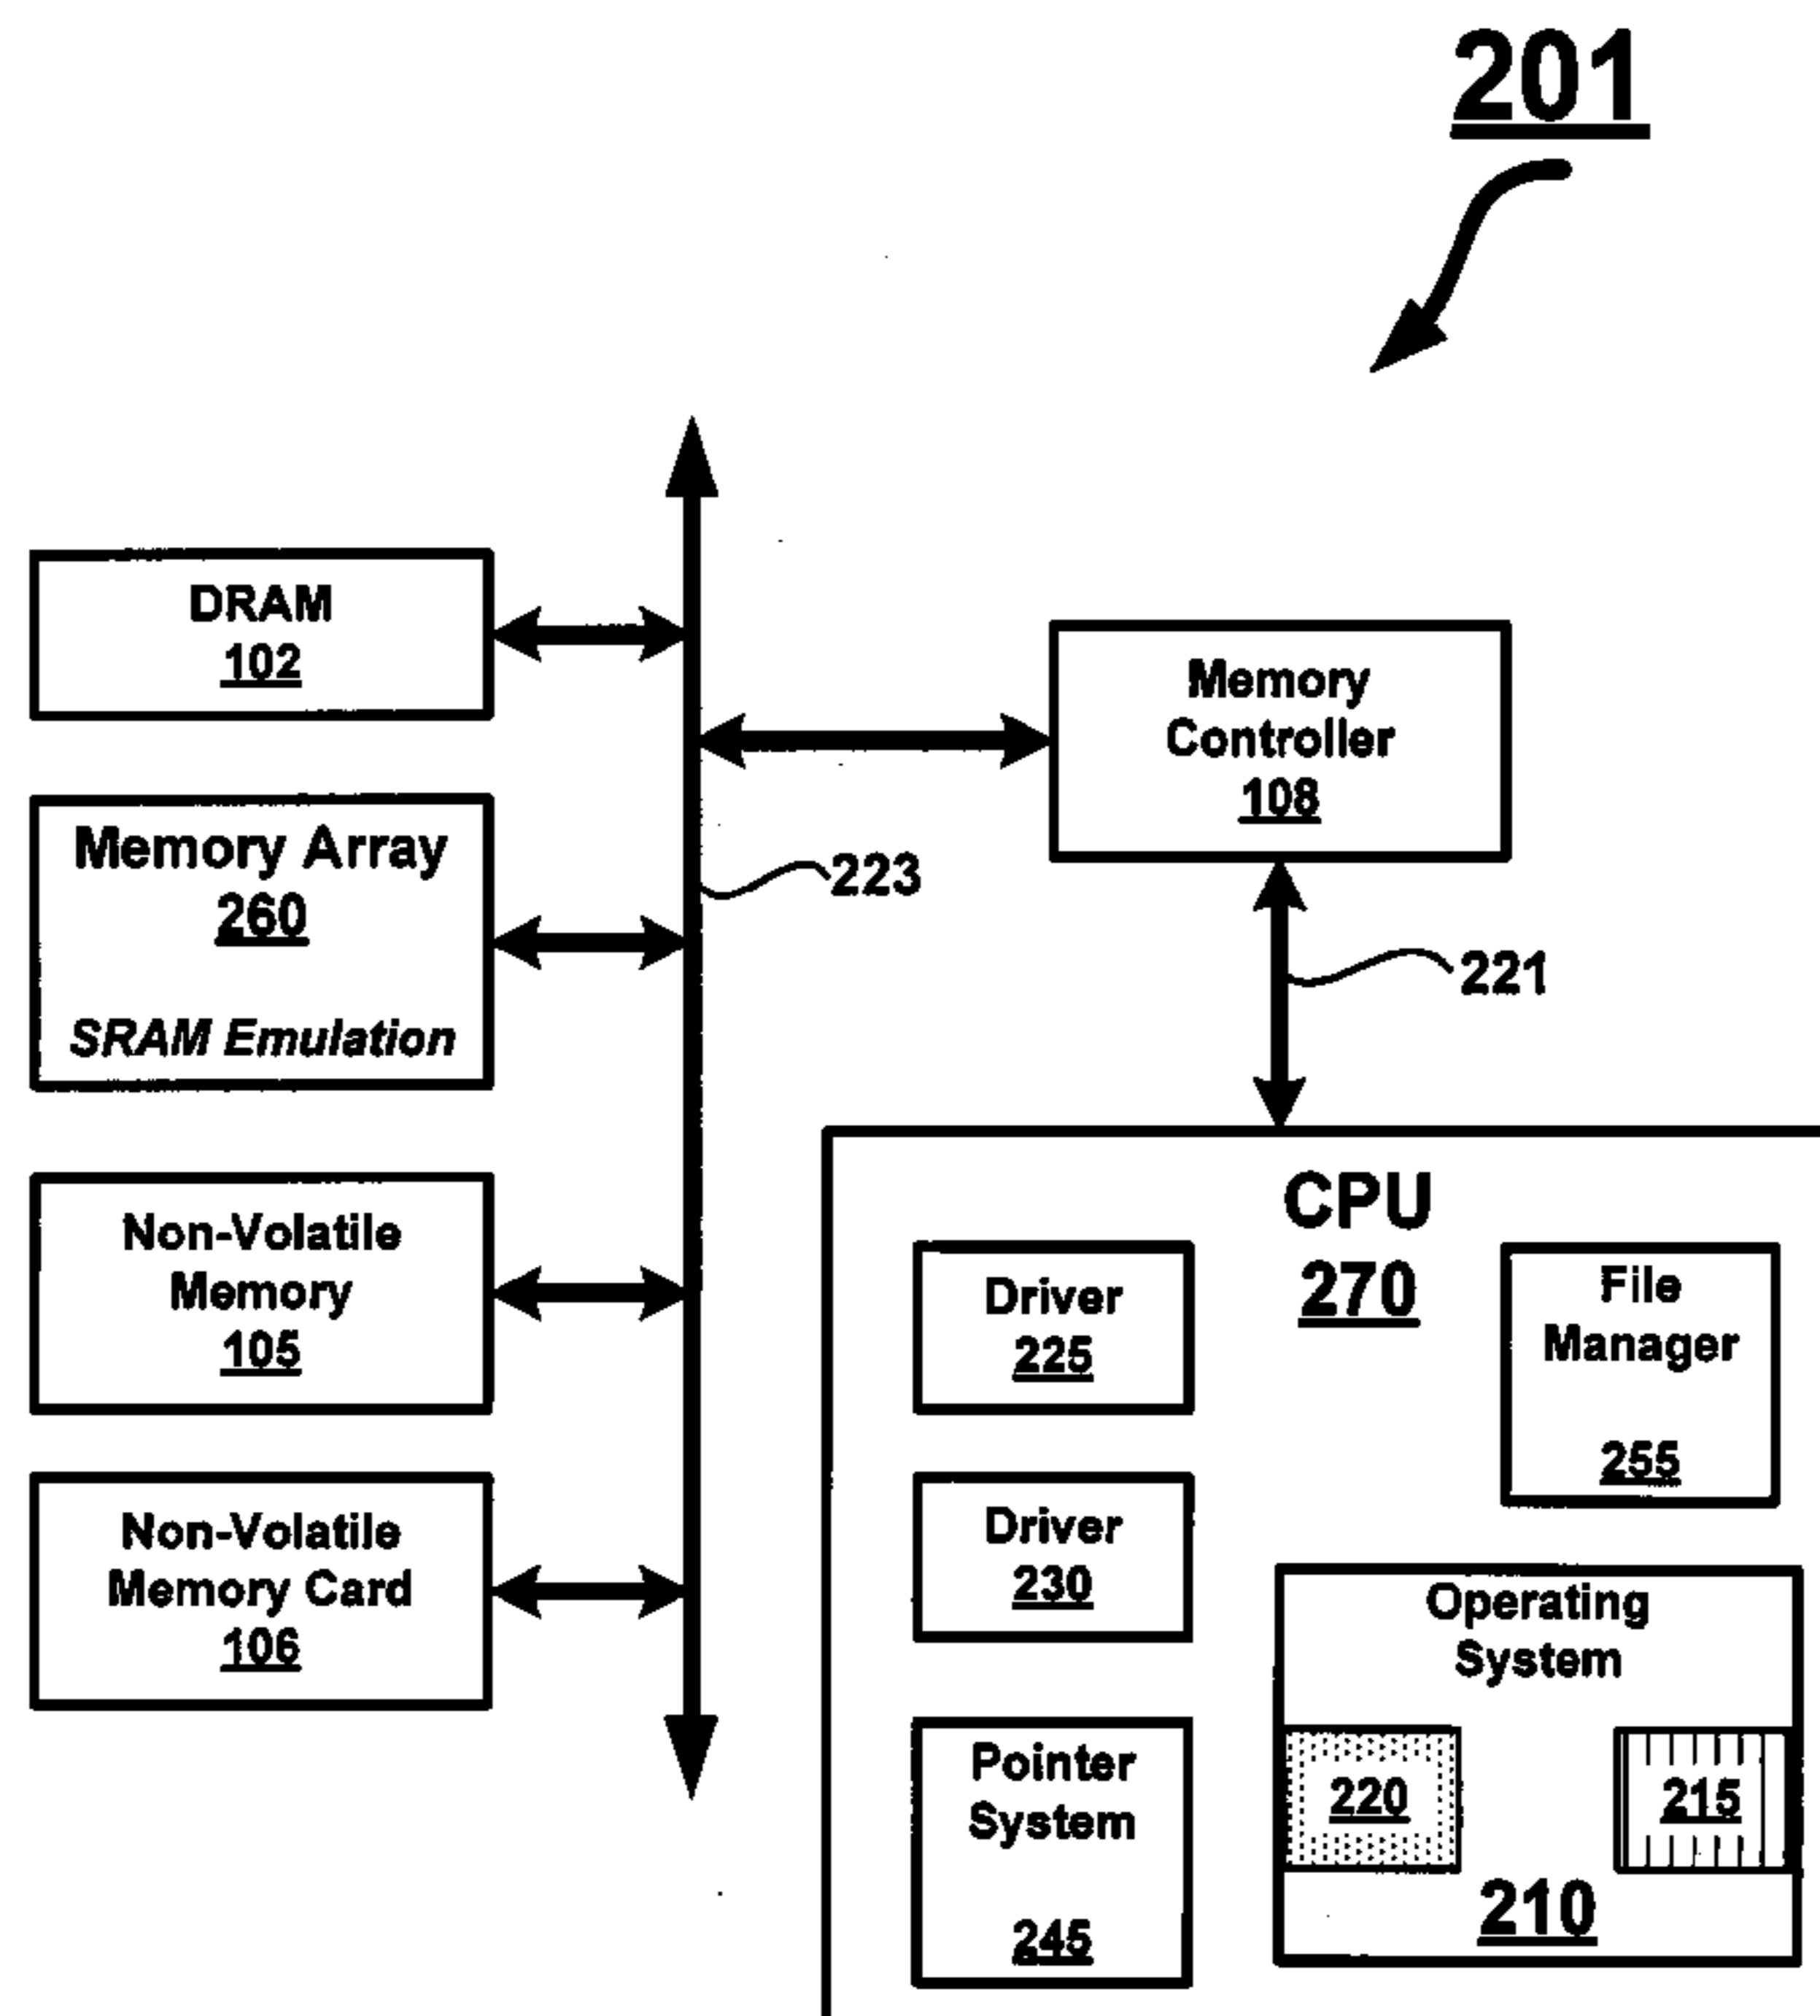 201
DRAM
102
Memory
Controller
108
Memory Array
260
SRAM Emulation
223
221
Non-Volatile
Memory
105
Non-Volatile
Memory Card
106
CPU
270
Driver
225
File
Manager
255
Driver
230
Operating
System
220
215
210
Pointer
System
245